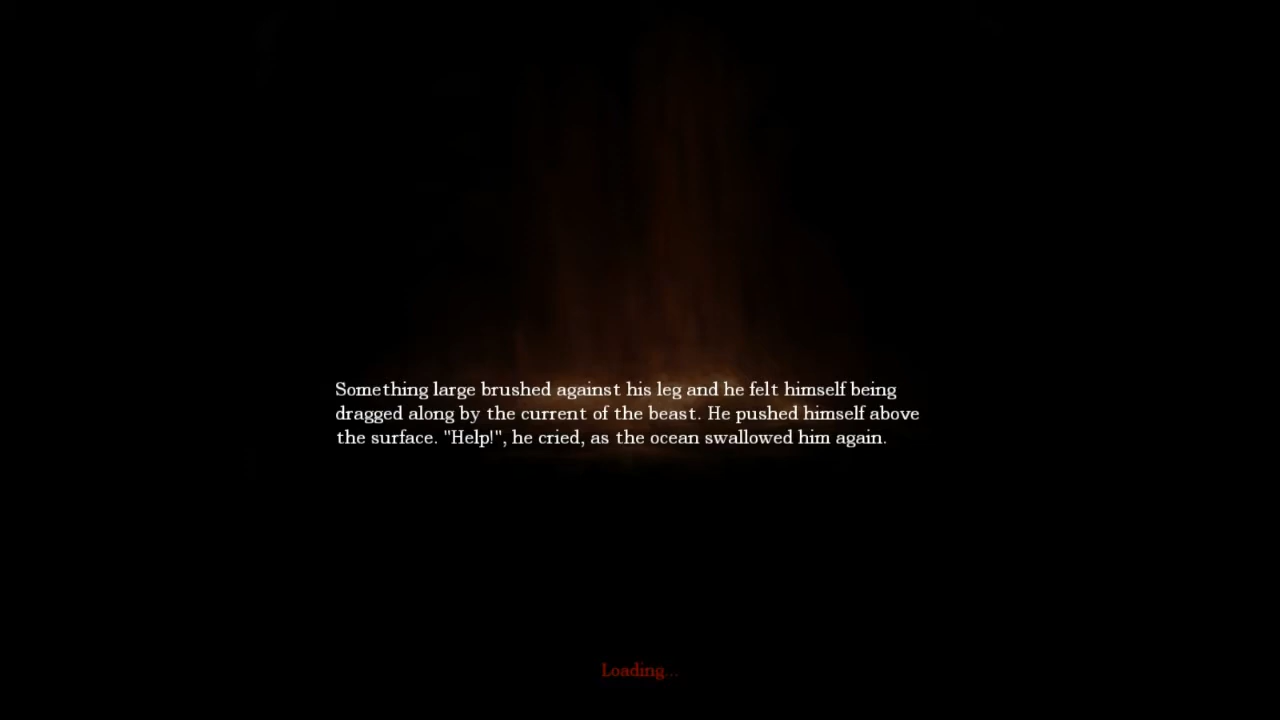 Something large brushed against his leg and he felt himself being
dragged along by the current of the beast. He pushed himself above
the surface. "Help!", he cried, as the ocean swallowed him again.
Loading...